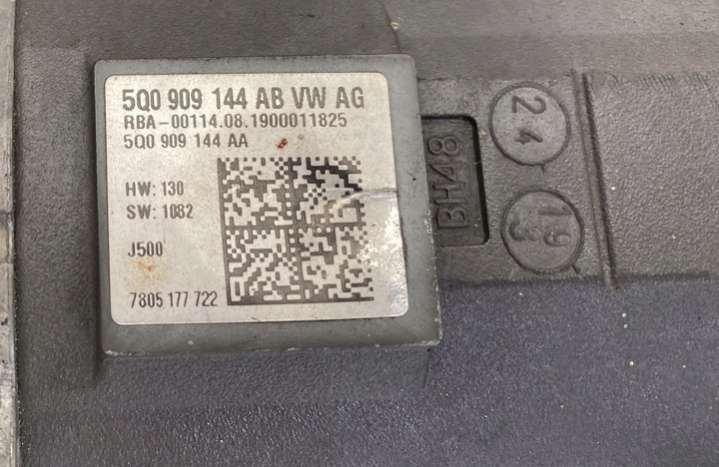 5Q0 909 144 AB VW AG
RBA-00114.08.1900011825
5Q0 909 144 AA
HW: 130
SW: 1082
J500
7805 177 722
BH48
24
19
3